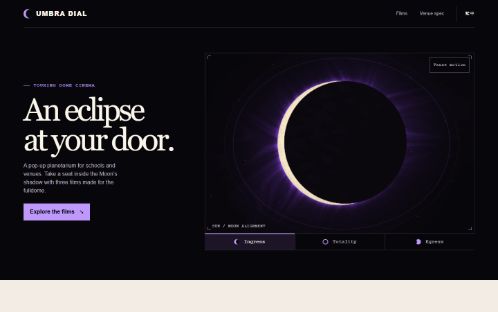 UMBRA DIAL
Films
Venue spec
TOURING DOME CINEMA
An eclipse
at your door.
A pop-up planetarium for schools and
venues. Take a seat inside the Moon's
shadow with three films made for the
fulldome.
Explore the films
Pause motion
SUN / MOON ALIGNMENT
Ingress
Totality
Egress